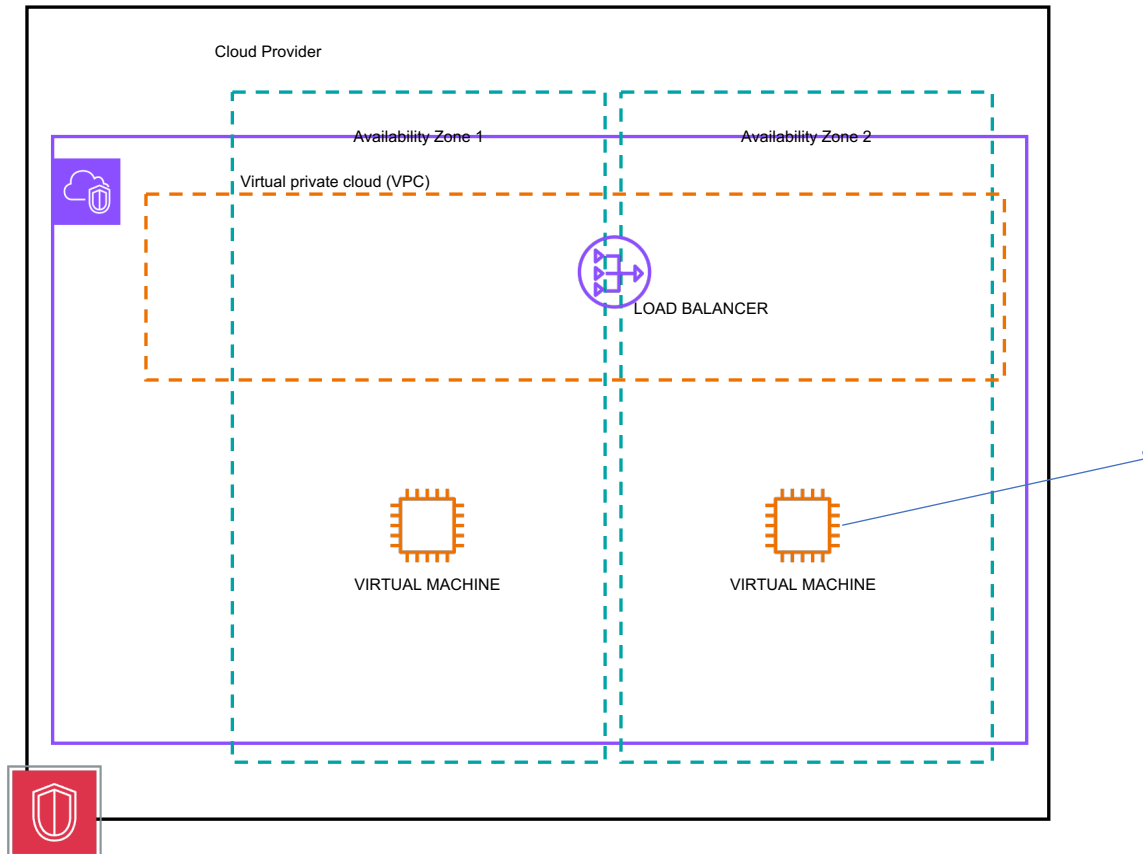 Cloud Provider
Availability Zone 1
Availability Zone 2
Virtual private cloud (VPC)
LOAD BALANCER
VIRTUAL MACHINE
VIRTUAL MACHINE